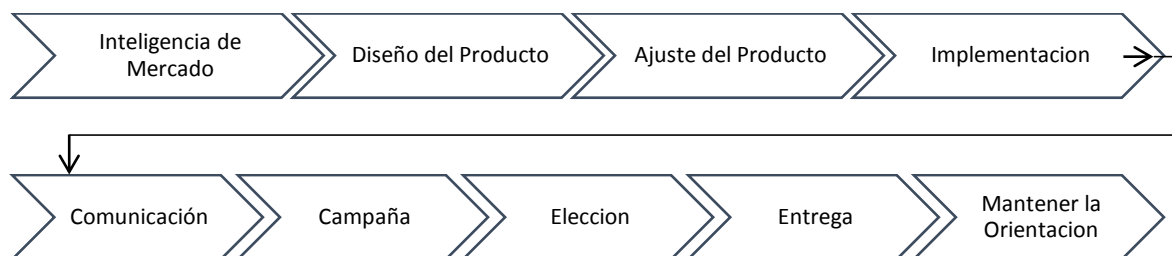 Inteligencia de
Mercado
Diseño del Producto
Ajuste del Producto
Implementacion
Comunicación
Campaña
Eleccion
Entrega
Mantener la
Orientacion